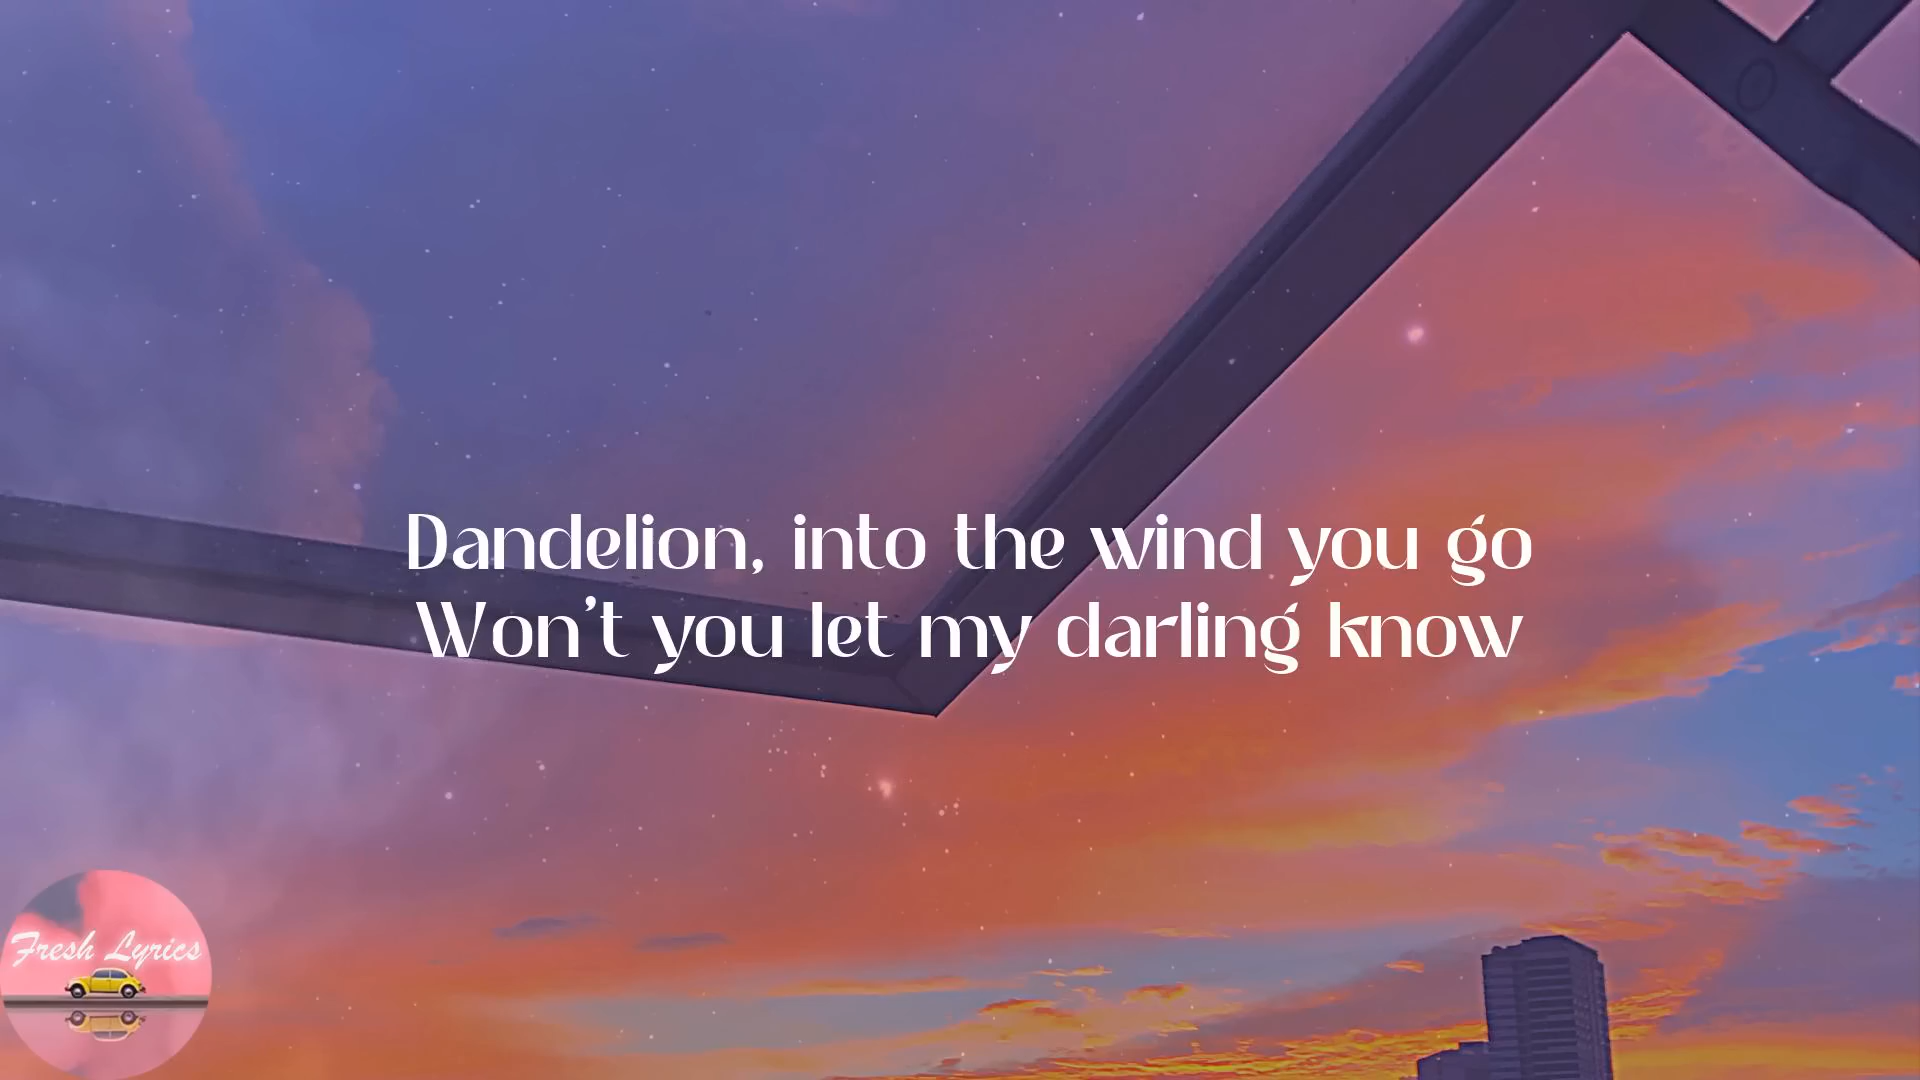 Dandelion, into the wind you go
Won't you let my darling know
Fresh Lyrics